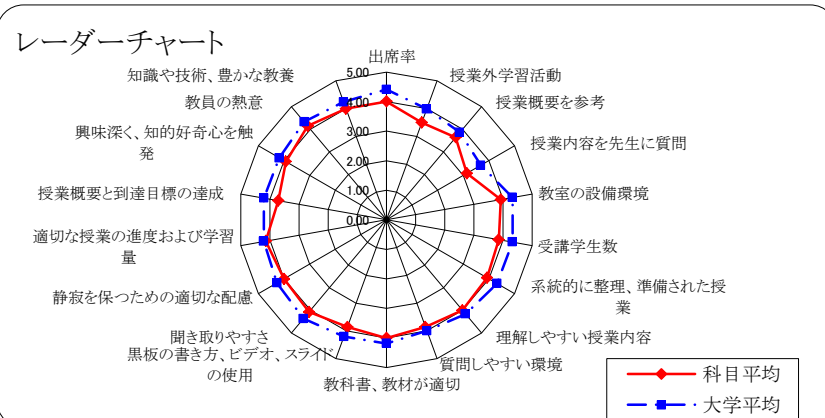 レーダーチャート
出席率
授業外学習活動
授業概要を参考
授業内容を先生に質問
教室の設備環境
受講学生数
系統的に整理、準備された授
業
理解しやすい授業内容
質問しやすい環境
教科書、教材が適切
黒板の書き方、ビデオ、スライド
の使用
聞き取りやすさ
静寂を保つための適切な配慮
適切な授業の進度および学習
量
授業概要と到達目標の達成
興味深く、知的好奇心を触
発
教員の熱意
知識や技術、豊かな教養
5.00
4.00
3.00
2.00
1.00
0.00
科目平均
大学平均